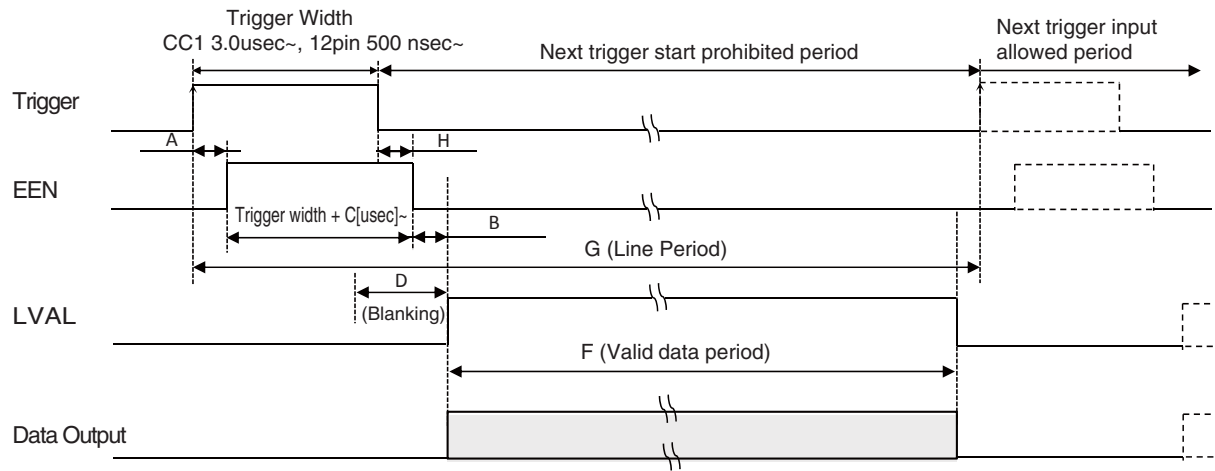 Trigger Width
CC1 3.0usec~, 12pin 500 nsec~
Next trigger start prohibited period
Next trigger input
allowed period
Trigger
A
H
EEN
Trigger width + C[usec]~
B
G (Line Period)
D
LVAL
(Blanking)
F (Valid data period)
Data Output